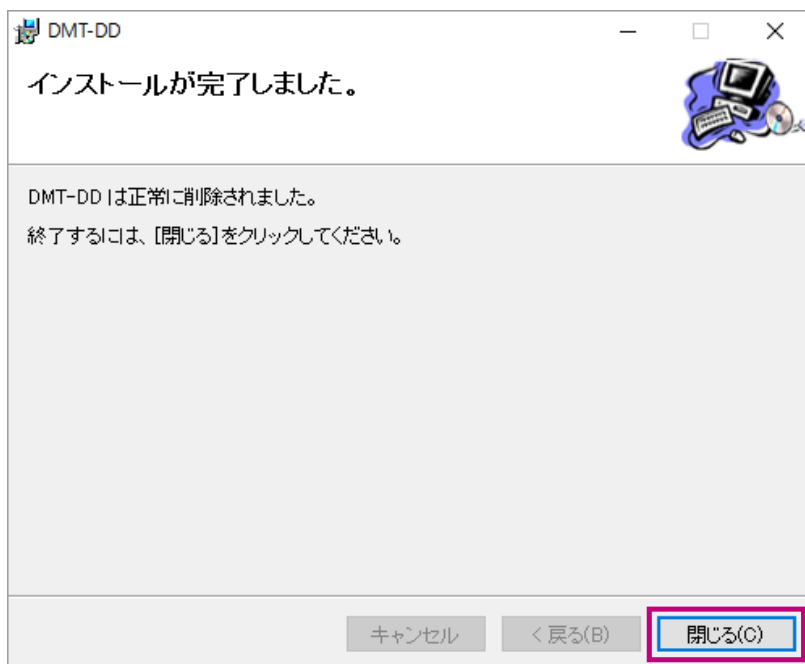 DMT-DD
インストールが完了しました。
DMT-DD は正常に削除されました。
終了するには、[閉じる]をクリックしてください。
キャンセル
< 戻る(B)
閉じる(C)